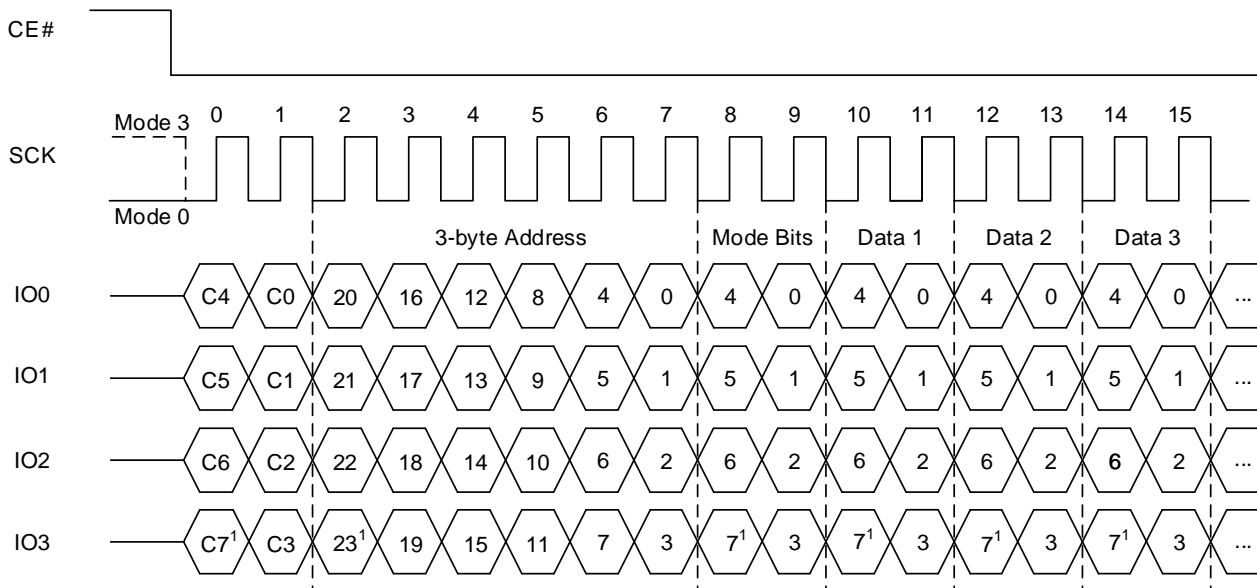 CE#
0 1 2 3 4 5 6 7 8 9 10 11 12 13 14 15
Mode 3
SCK
Mode 0
3-byte Address Mode Bits Data 1 Data 2 Data 3
IO0 C4 C0 20 16 12 8 4 0 4 0 4 0 4 0 4 0 ...
IO1 C5 C1 21 17 13 9 5 1 5 1 5 1 5 1 5 1 ...
IO2 C6 C2 22 18 14 10 6 2 6 2 6 2 6 2 6 2 ...
IO3 C7¹ C3 23¹ 19 15 11 7 3 7¹ 3 7¹ 3 7¹ 3 7¹ 3 ...